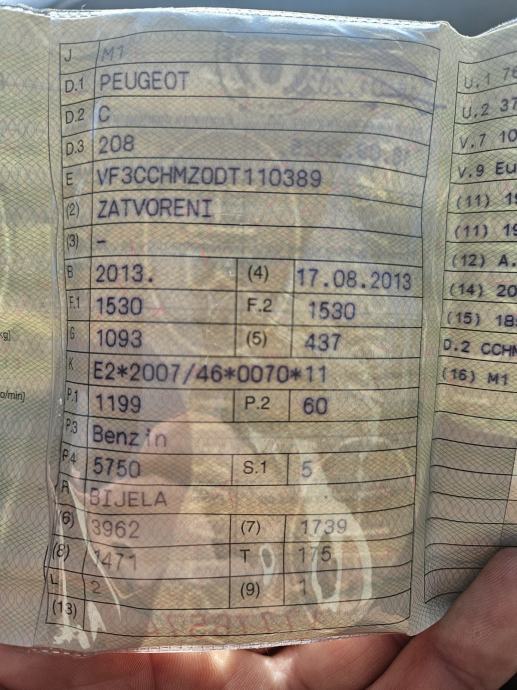 J M1
D.1 PEUGEOT
D.2 C
D.3 208
E VF3CCHMZ0DT110389
(2) ZATVORENI
(3) -
B 2013. (4) 17.08.2013
F.1 1530 F.2 1530
G 1093 (5) 437
K E2*2007/46*0070*11
P.1 1199 P.2 60
P.3 Benzin
P.4 5750 S.1 5
R BIJELA
(6) 3962 (7) 1739
(8) 1471 T 175
L 2 (9) 1
(13)
U.1
U.2
V.7
V.9
(11)
(11)
(12)
(14)
(15)
D.2
(16) M1